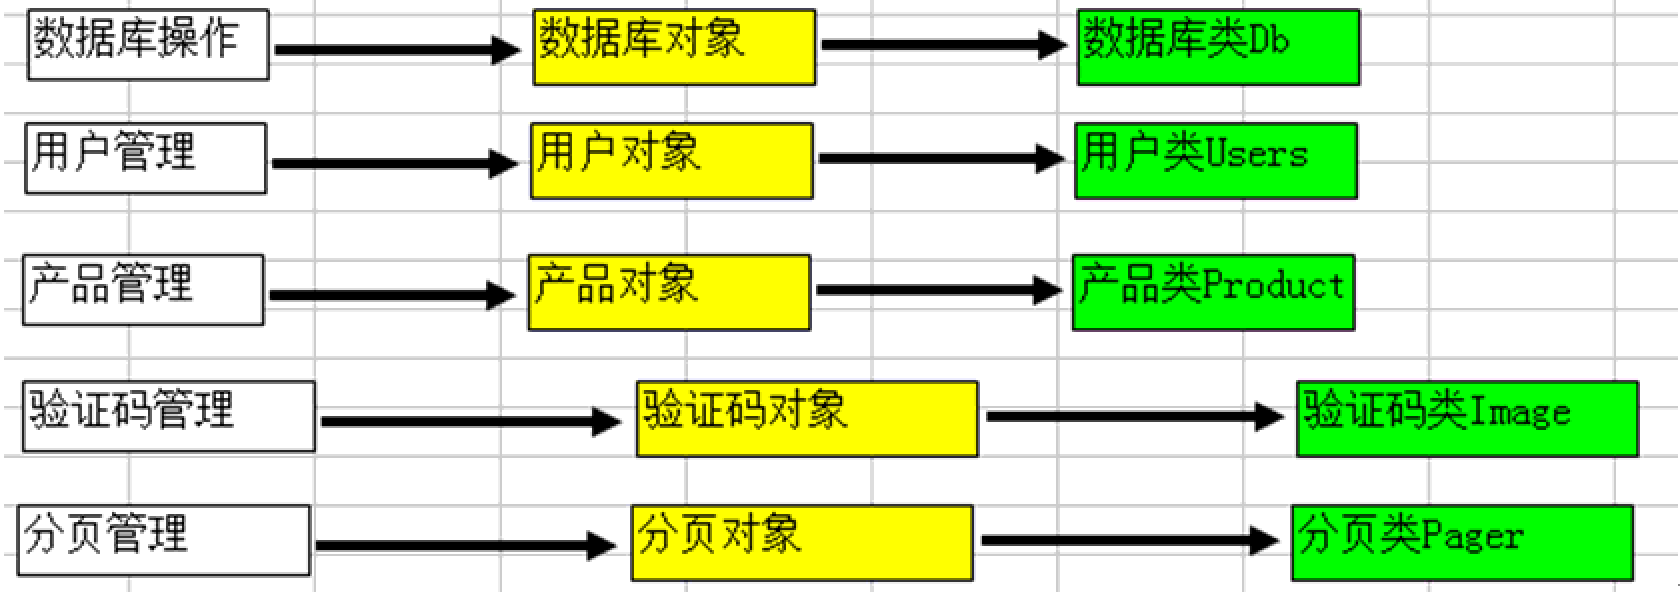 数据库操作 数据库对象 数据库类Db
用户管理 用户对象 用户类Users
产品管理 产品对象 产品类Product
验证码管理 验证码对象 验证码类Image
分页管理 分页对象 分页类Pager